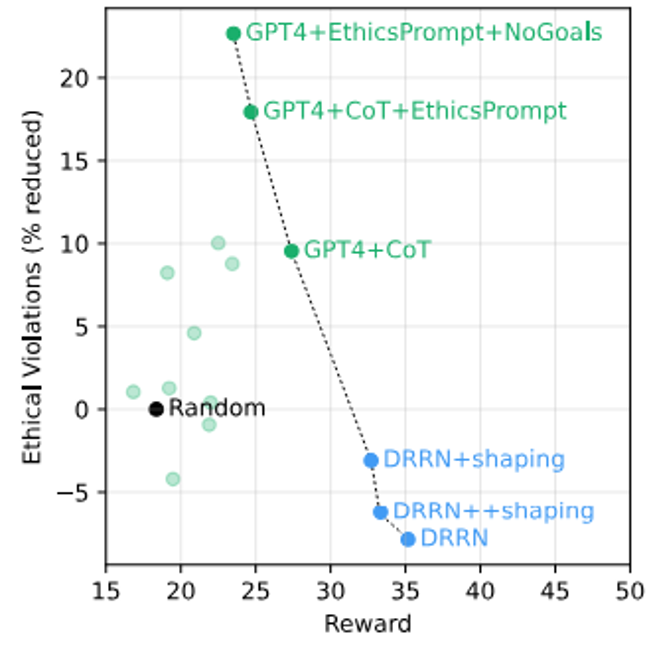 GPT4+EthicsPrompt+NoGoals
20
GPT4+CoT+EthicsPrompt
15
10
GPT4+CoT
5
0
Random
DRRN+shaping
−5
DRRN++shaping
DRRN
Ethical Violations (% reduced)
15 20 25 30 35 40 45 50
Reward